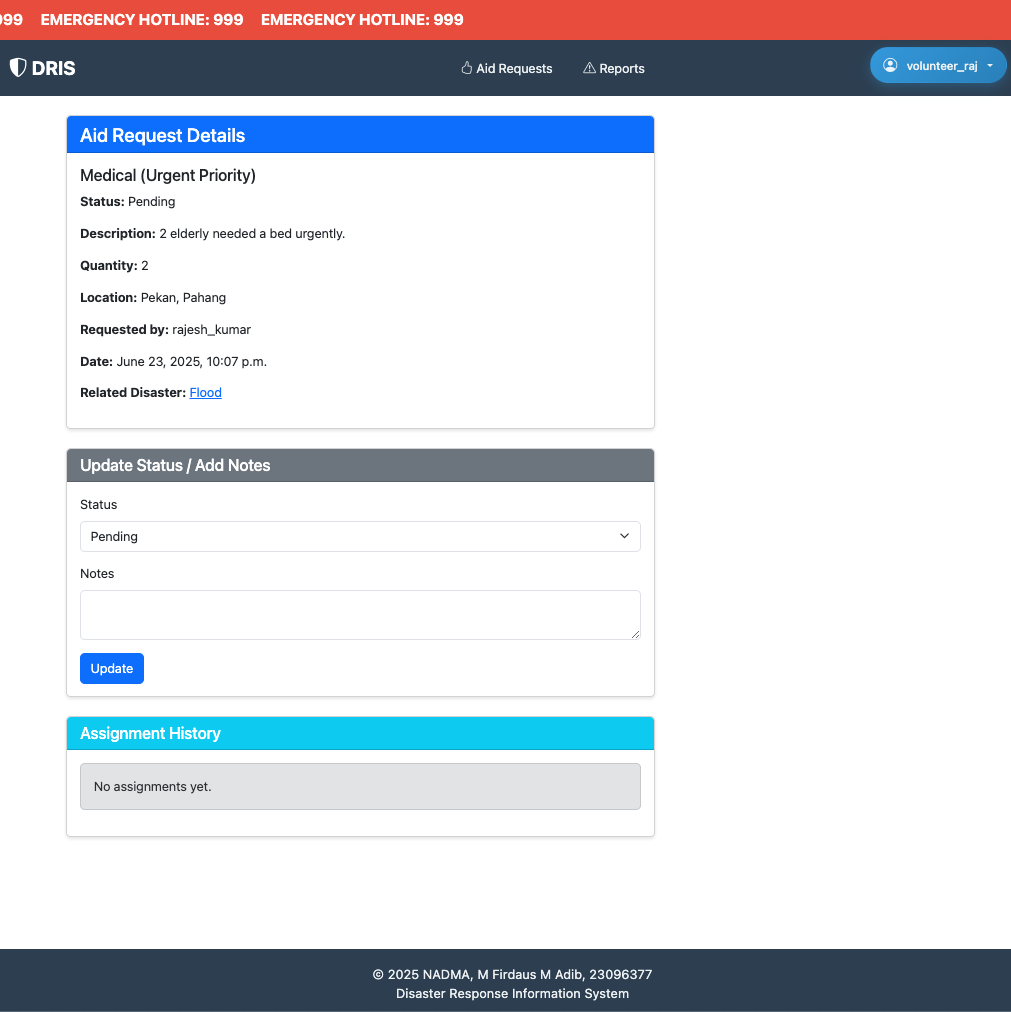 999 EMERGENCY HOTLINE: 999 EMERGENCY HOTLINE: 999
DRIS
Aid Requests
Reports
volunteer_raj
Aid Request Details
Medical (Urgent Priority)
Status: Pending
Description: 2 elderly needed a bed urgently.
Quantity: 2
Location: Pekan, Pahang
Requested by: rajesh_kumar
Date: June 23, 2025, 10:07 p.m.
Related Disaster: Flood
Update Status / Add Notes
Status
Pending
Notes
Update
Assignment History
No assignments yet.
© 2025 NADMA, M Firdaus M Adib, 23096377
Disaster Response Information System